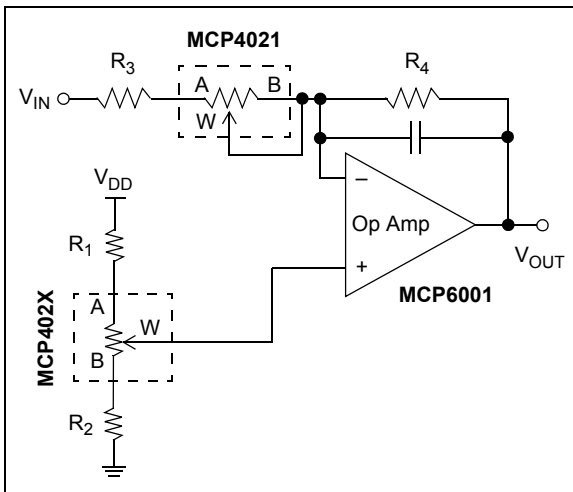 MCP4021
R3
A
B
W
R4
VIN
VDD
–
Op Amp
+
VOUT
MCP6001
R1
A
W
B
MCP402X
R2